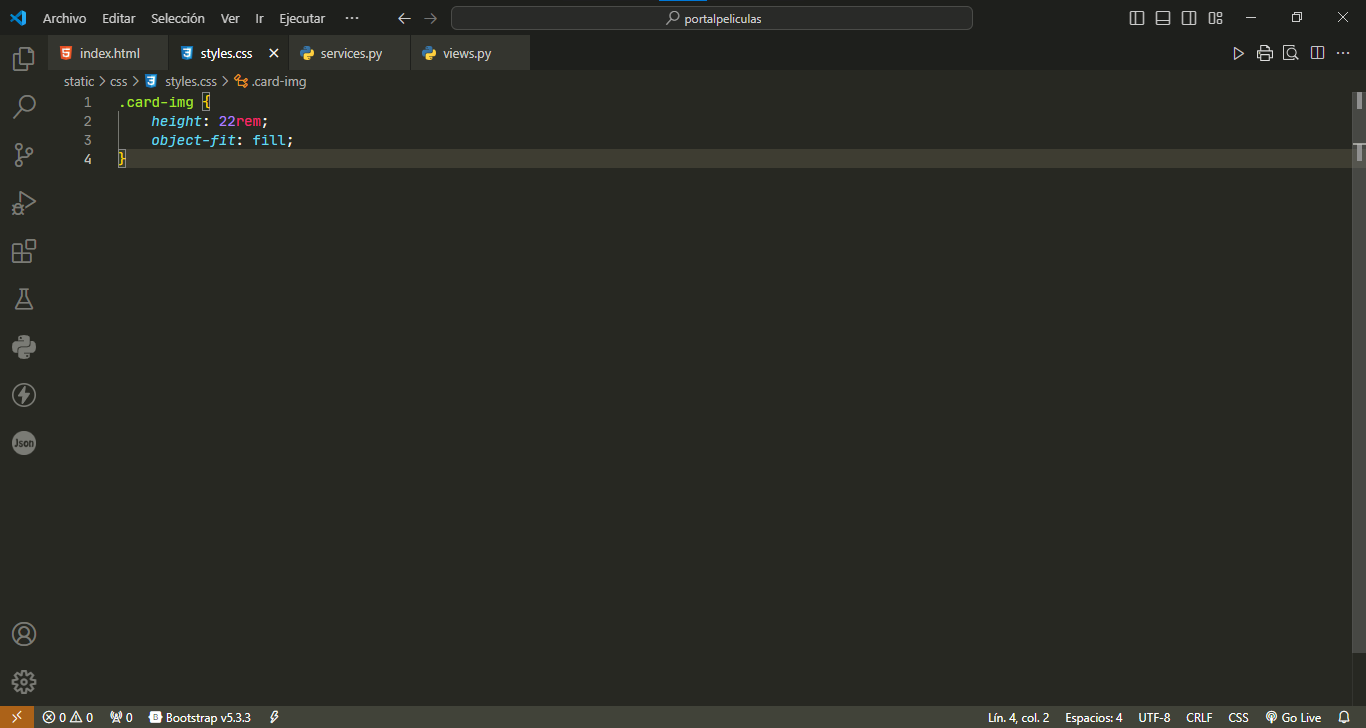 Archivo Editar Selección Ver Ir Ejecutar ··· portalpeliculas
index.html styles.css services.py views.py
static > css > styles.css > .card-img
1 .card-img {
2 height: 22rem;
3 object-fit: fill;
4 }
Json
0 0 0 Bootstrap v5.3.3 Lín. 4, col. 2 Espacios: 4 UTF-8 CRLF CSS Go Live